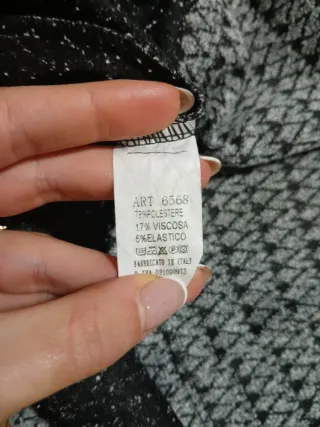 ART 6568
78%POLIESTERE
17% VISCOSA
5%ELASTICO
FABBRICATO IN ITALY